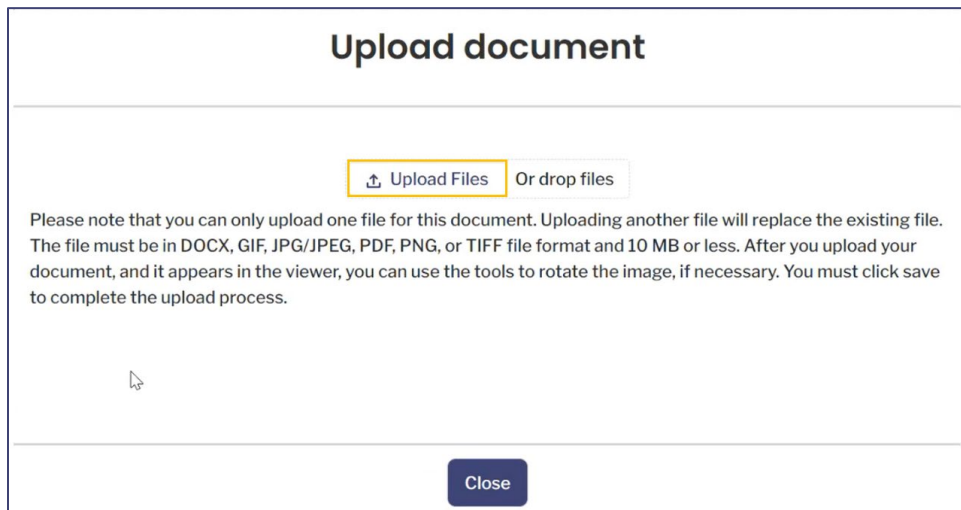 Upload document
Upload Files Or drop files
Please note that you can only upload one file for this document. Uploading another file will replace the existing file.
The file must be in DOCX, GIF, JPG/JPEG, PDF, PNG, or TIFF file format and 10 MB or less. After you upload your
document, and it appears in the viewer, you can use the tools to rotate the image, if necessary. You must click save
to complete the upload process.
Close